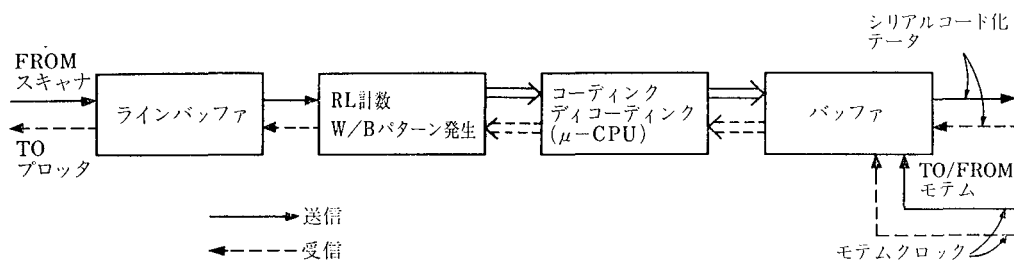 FROM
スキャナ
TO
プロッタ
ラインバッファ
RL計数
W/Bパターン発生
コーディング
ディコーディング
(μ-CPU)
バッファ
シリアルコード化
データ
TO/FROM
モデム
モデムクロック
送信
受信